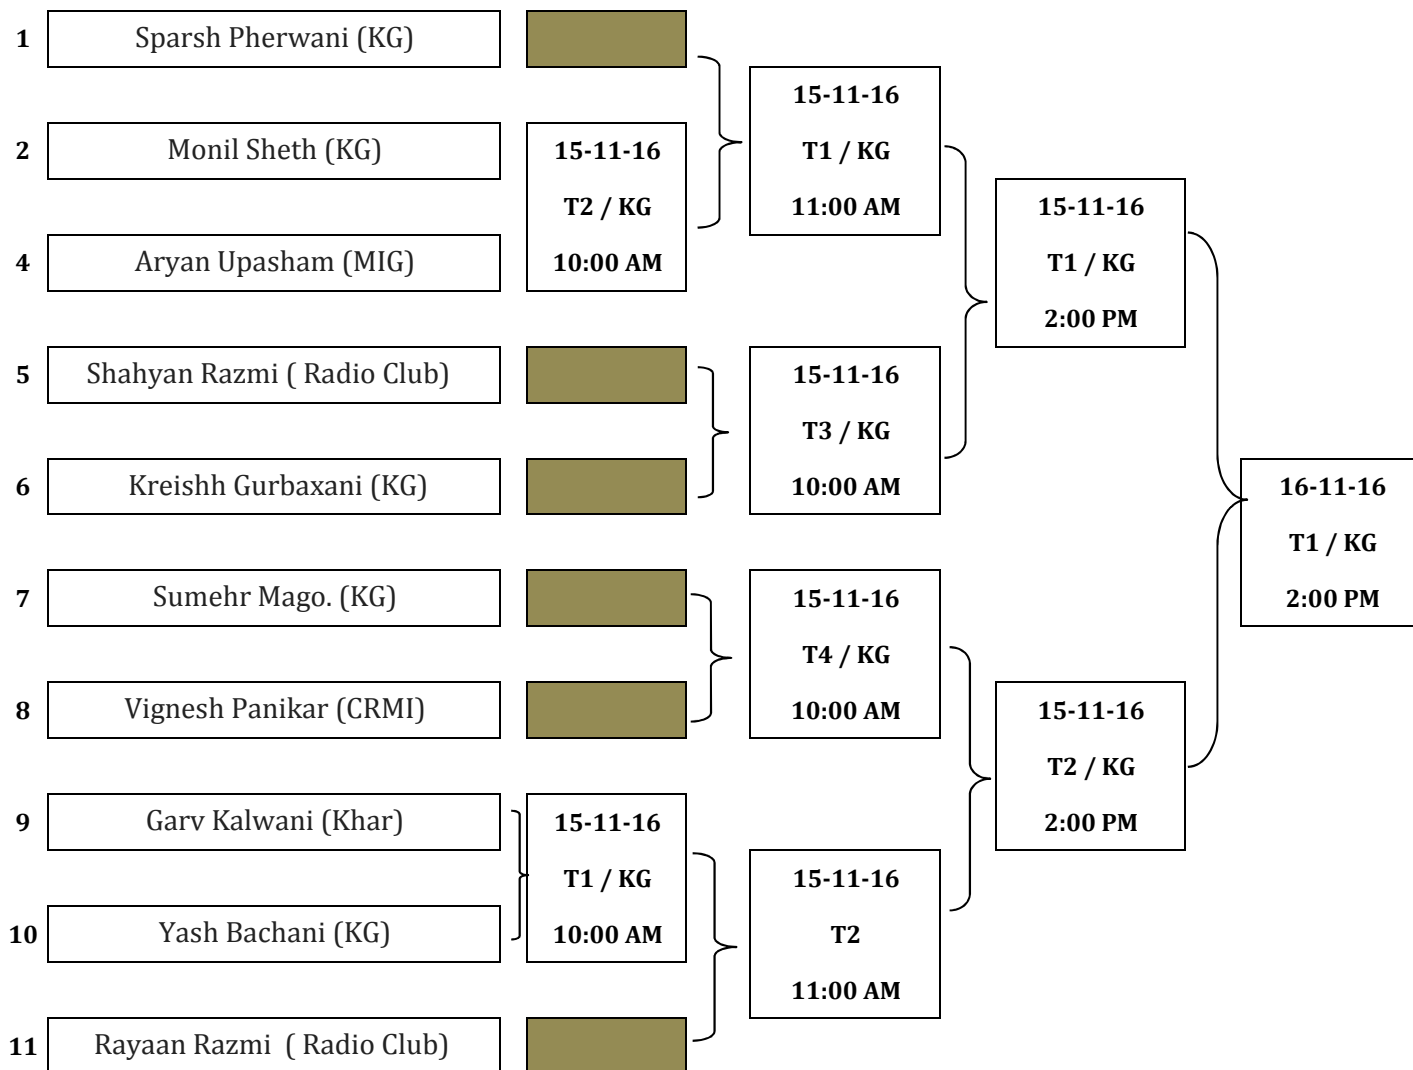 1 Sparsh Pherwani (KG)
15-11-16
2 Monil Sheth (KG) 15-11-16 T1 / KG
T2 / KG 11:00 AM 15-11-16
4 Aryan Upasham (MIG) 10:00 AM T1 / KG
2:00 PM
5 Shahyan Razmi ( Radio Club) 15-11-16
T3 / KG
6 Kreishh Gurbaxani (KG) 10:00 AM 16-11-16
T1 / KG
7 Sumehr Mago. (KG) 15-11-16 2:00 PM
T4 / KG
8 Vignesh Panikar (CRMI) 10:00 AM 15-11-16
T2 / KG
9 Garv Kalwani (Khar) 15-11-16 2:00 PM
T1 / KG 15-11-16
10 Yash Bachani (KG) 10:00 AM T2
11:00 AM
11 Rayaan Razmi ( Radio Club)